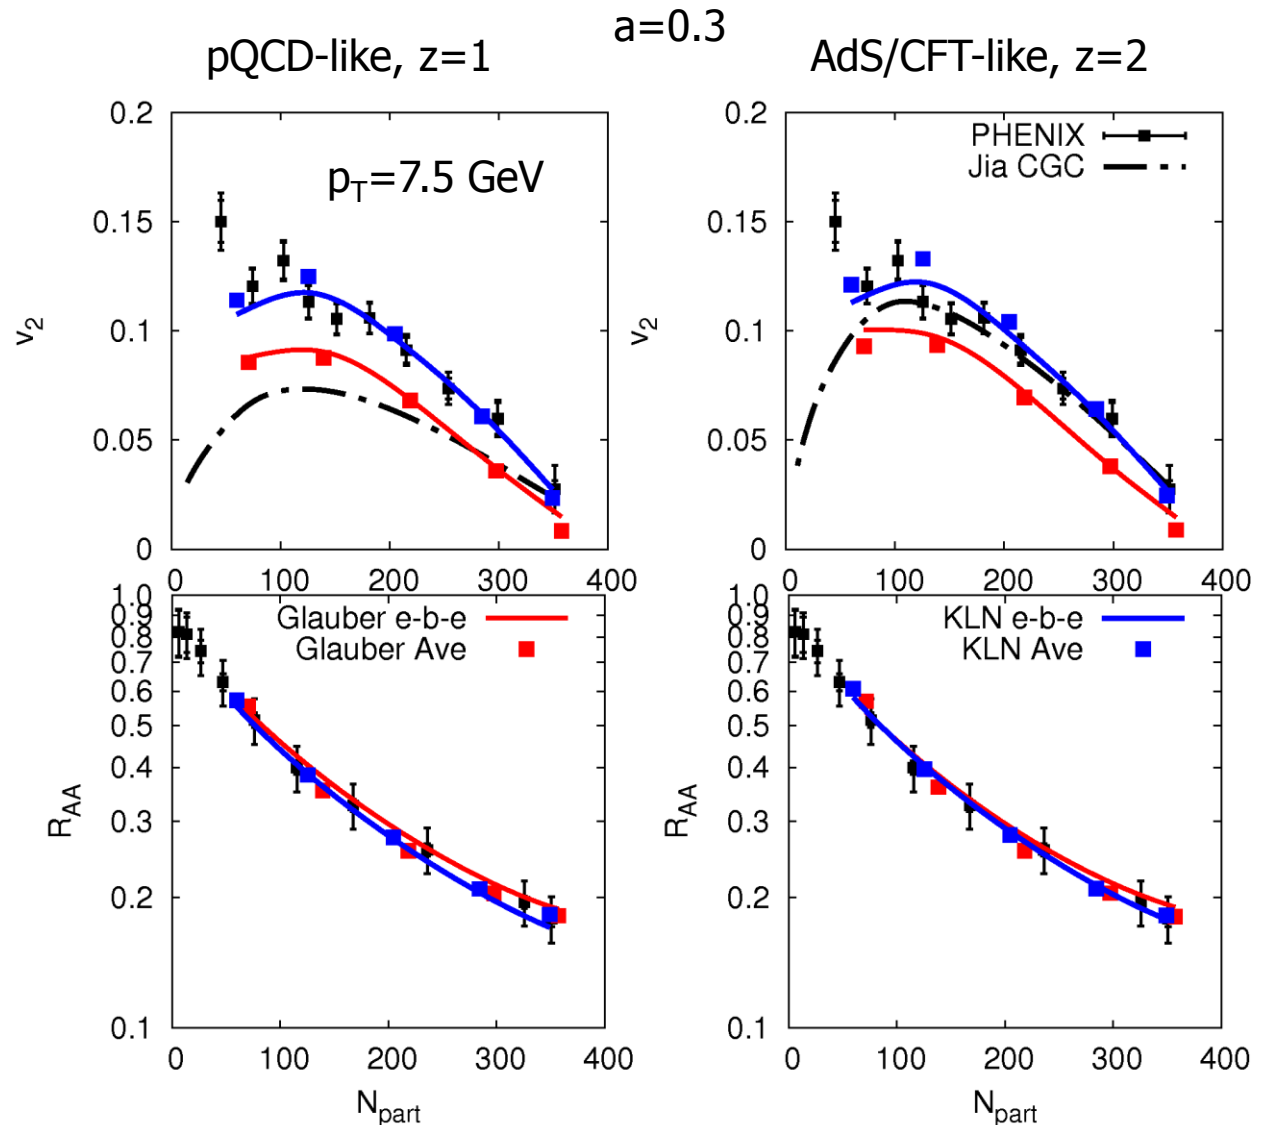 a=0.3
pQCD-like, z=1
AdS/CFT-like, z=2
0.2
0.15
0.1
0.05
0
v2
pT=7.5 GeV
0 100 200 300 400
0.2
0.15
0.1
0.05
0
v2
PHENIX
Jia CGC
0 100 200 300 400
1.0
0.9
0.8
0.7
0.6
0.5
0.4
0.3
0.2
0.1
RAA
Glauber e-b-e
Glauber Ave
0 100 200 300 400
Npart
1.0
0.9
0.8
0.7
0.6
0.5
0.4
0.3
0.2
0.1
RAA
KLN e-b-e
KLN Ave
0 100 200 300 400
Npart